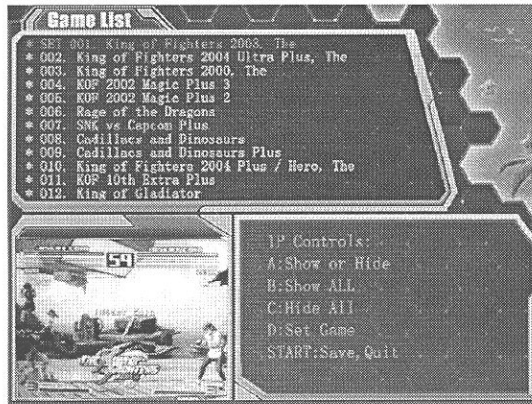 Game List
* SET 001. King of Fighters 2003, The
* 002. King of Fighters 2004 Ultra Plus, The
* 003. King of Fighters 2000, The
* 004. KOF 2002 Magic Plus 3
* 005. KOF 2002 Magic Plus 2
* 006. Rage of the Dragons
* 007. SNK vs Capcom Plus
* 008. Cadillacs and Dinosaurs
* 009. Cadillacs and Dinosaurs Plus
* 010. King of Fighters 2004 Plus / Hero, The
* 011. KOF 10th Extra Plus
* 012. King of Gladiator
59
1P Controls:
A:Show or Hide
B:Show ALL
C:Hide All
D:Set Game
START:Save,Quit